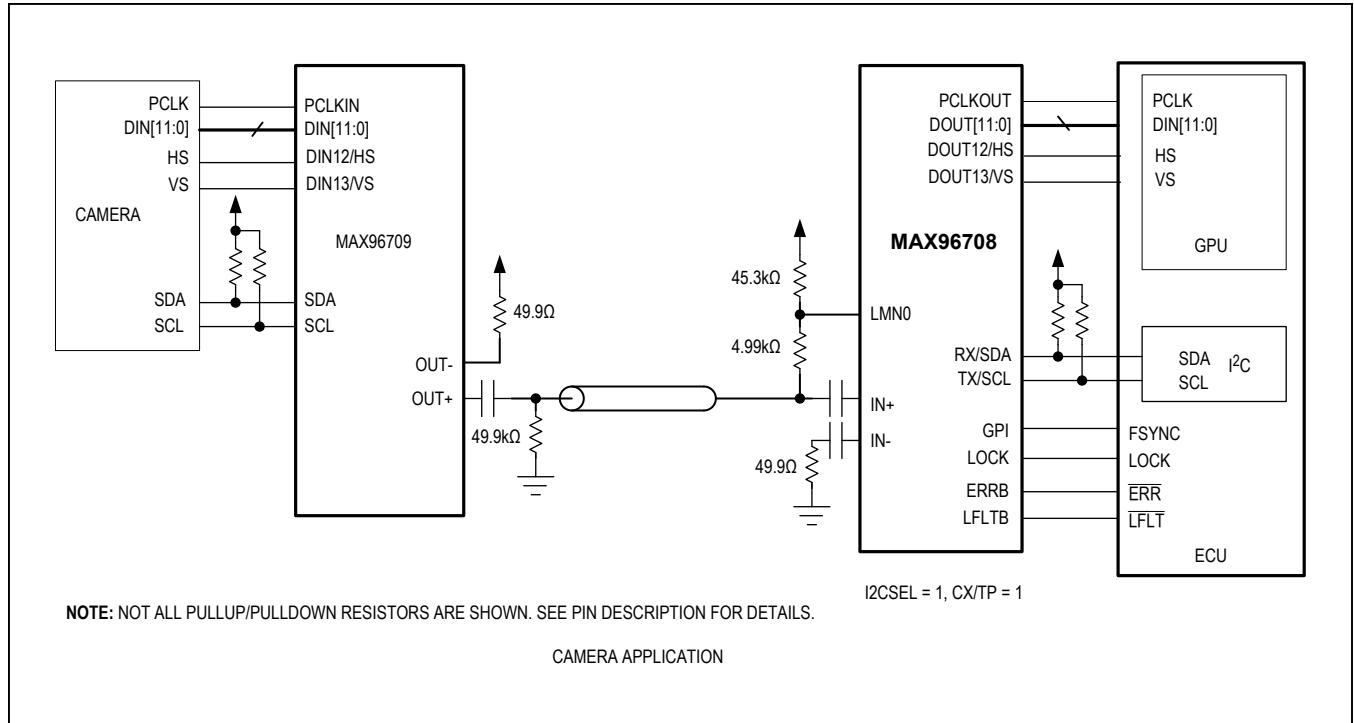 PCLK
DIN[11:0]
HS
VS
CAMERA
SDA
SCL
PCLKIN
DIN[11:0]
DIN12/HS
DIN13/VS
MAX96709
SDA
SCL
OUT-
OUT+
49.9Ω
49.9kΩ
45.3kΩ
4.99kΩ
49.9Ω
PCLKOUT
DOUT[11:0]
DOUT12/HS
DOUT13/VS
MAX96708
LMN0
RX/SDA
TX/SCL
IN+
IN-
GPI
LOCK
ERRB
LFLTB
PCLK
DIN[11:0]
HS
VS
GPU
SDA I²C
SCL
FSYNC
LOCK
ERR
LFLT
ECU
I2CSEL = 1, CX/TP = 1
NOTE: NOT ALL PULLUP/PULLDOWN RESISTORS ARE SHOWN. SEE PIN DESCRIPTION FOR DETAILS.
CAMERA APPLICATION